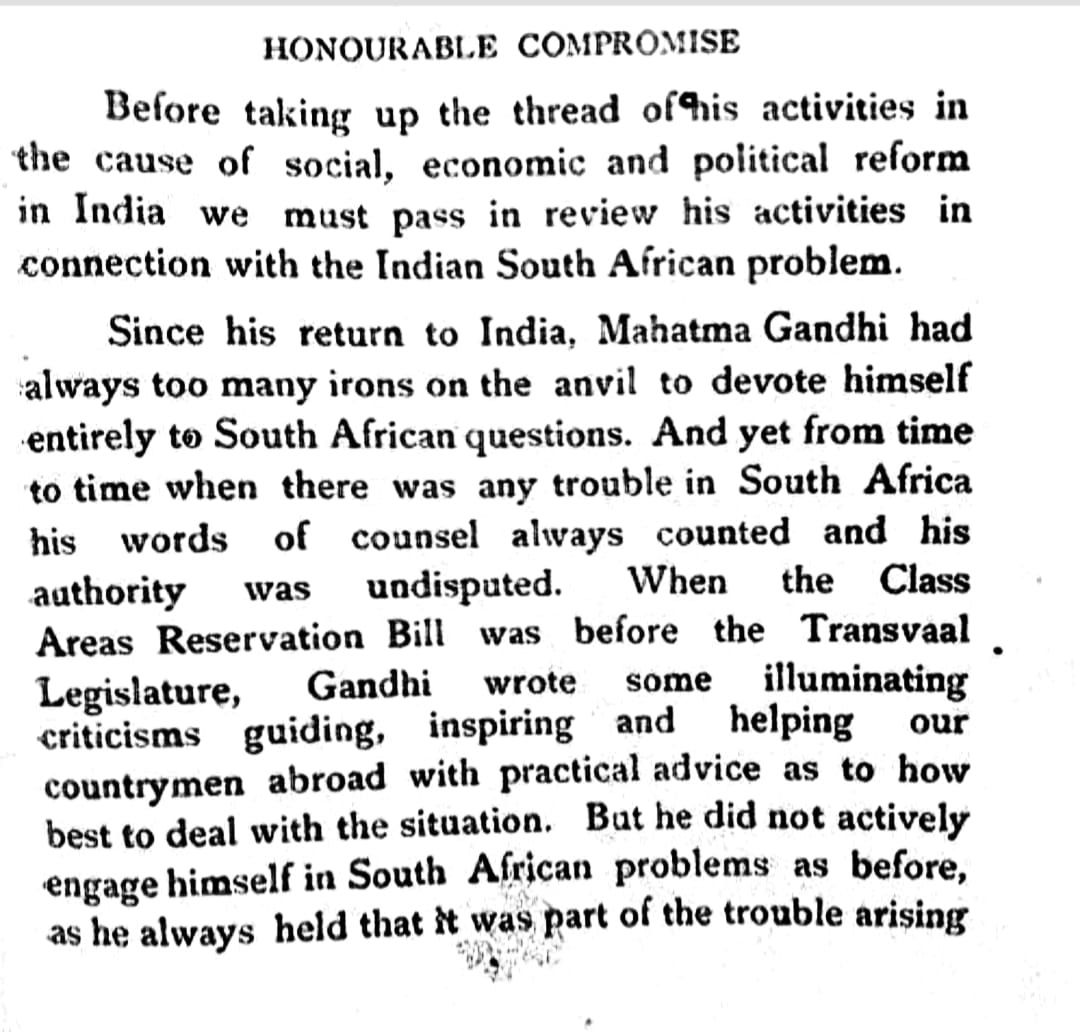 HONOURABLE COMPROMISE
Before taking up the thread of his activities in
the cause of social, economic and political reform
in India we must pass in review his activities in
connection with the Indian South African problem.
Since his return to India, Mahatma Gandhi had
always too many irons on the anvil to devote himself
entirely to South African questions. And yet from time
to time when there was any trouble in South Africa
his words of counsel always counted and his
authority was undisputed. When the Class
Areas Reservation Bill was before the Transvaal
Legislature, Gandhi wrote some illuminating
criticisms guiding, inspiring and helping our
countrymen abroad with practical advice as to how
best to deal with the situation. But he did not actively
engage himself in South African problems as before,
as he always held that it was part of the trouble arising